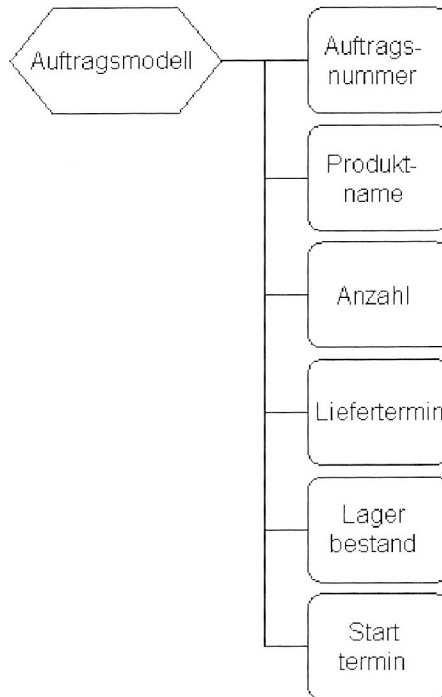 Auftragsmodell
Auftrags-
nummer
Produkt-
name
Anzahl
Liefertermin
Lager
bestand
Start
termin